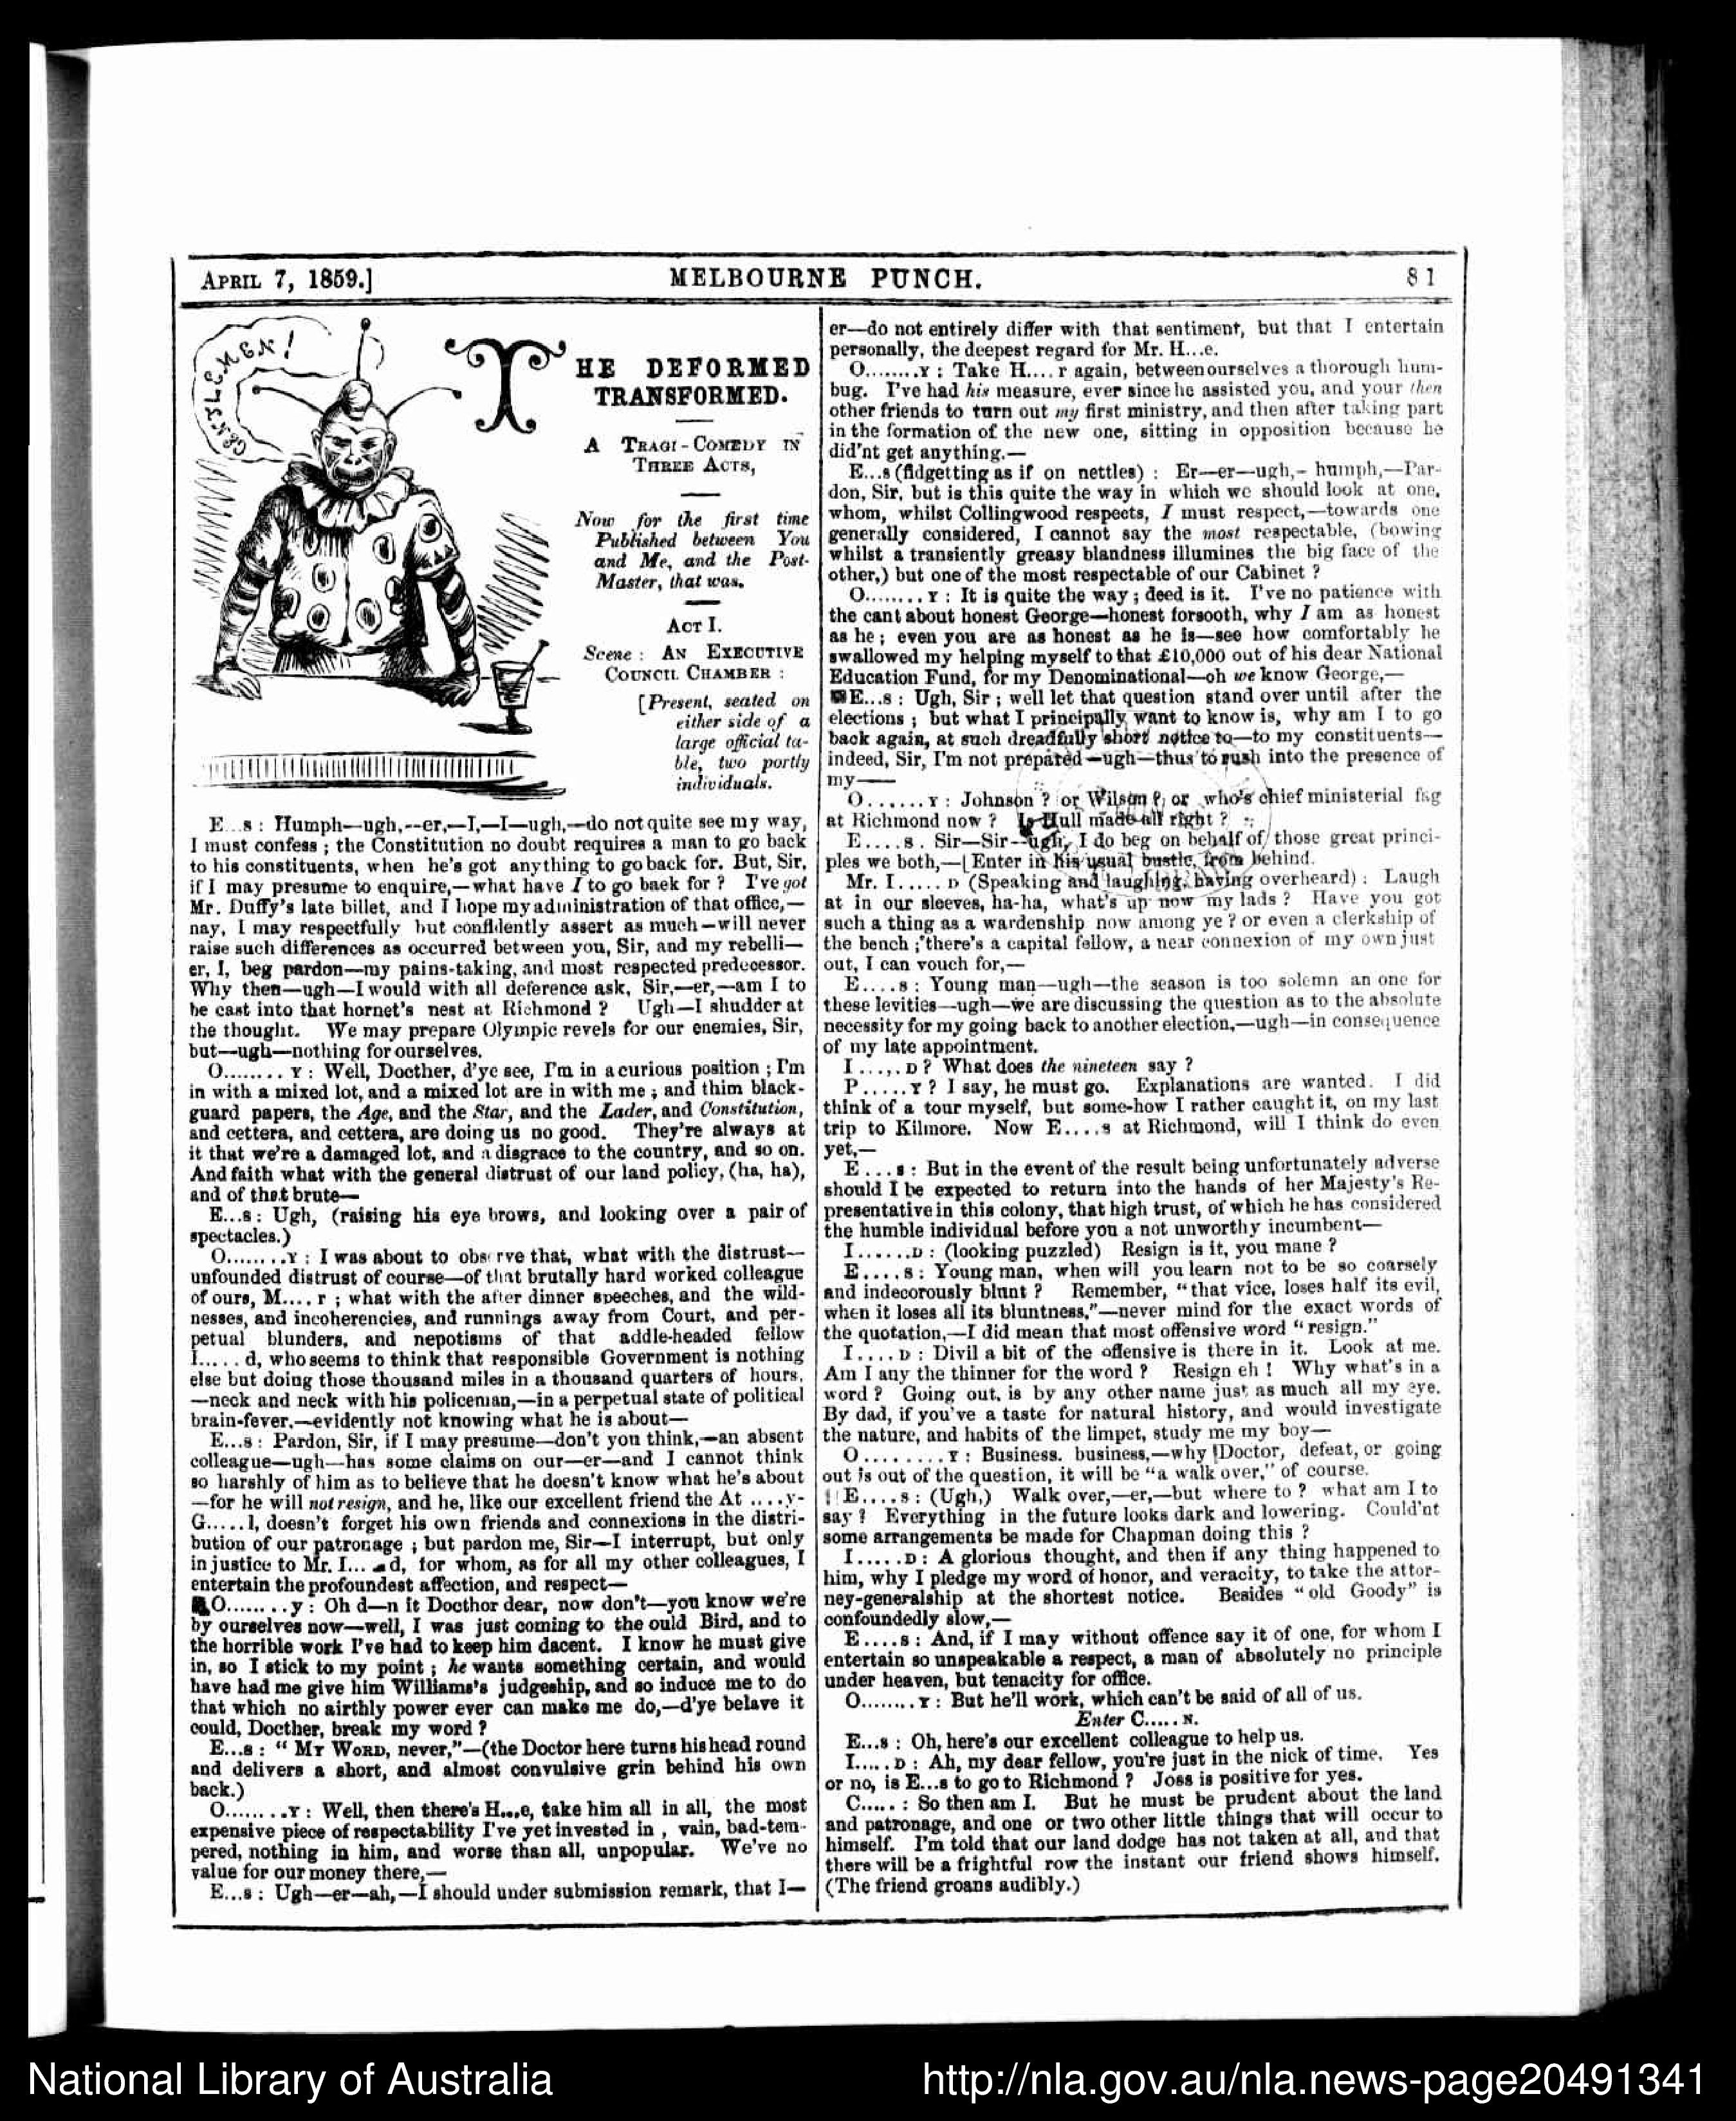 APRIL 7, 1859.]
MELBOURNE PUNCH.
81
GENTLEMEN!
THE DEFORMED
TRANSFORMED.
A TRAGI-COMEDY IN
THREE ACTS,
Now for the first time
Published between You
and Me, and the Post-
Master, that was.
ACT I.
Scene: AN EXECUTIVE
COUNCIL CHAMBER:
[Present, seated on
either side of a
large official ta-
ble, two portly
individuals.
E...s: Humph—ugh,--er,—I,—I—ugh,—do not quite see my way,
I must confess; the Constitution no doubt requires a man to go back
to his constituents, when he's got anything to go back for. But, Sir,
if I may presume to enquire,—what have I to go baek for? I've got
Mr. Duffy's late billet, and I hope my administration of that office,—
nay, I may respectfully but confidently assert as much—will never
raise such differences as occurred between you, Sir, and my rebelli—
er, I, beg pardon—my pains-taking, and most respected predecessor.
Why then—ugh—I would with all deference ask, Sir,—er,—am I to
be cast into that hornet's nest at Richmond? Ugh—I shudder at
the thought. We may prepare Olympic revels for our enemies, Sir,
but—ugh—nothing for ourselves.
O........Y: Well, Docther, d'ye see, I'm in a curious position; I'm
in with a mixed lot, and a mixed lot are in with me; and thim black-
guard papers, the Age, and the Star, and the Lader, and Constitution,
and cettera, and cettera, are doing us no good. They're always at
it that we're a damaged lot, and a disgrace to the country, and so on.
And faith what with the general distrust of our land policy, (ha, ha),
and of that brute—
E...s: Ugh, (raising his eye brows, and looking over a pair of
spectacles.)
O........Y: I was about to observe that, what with the distrust—
unfounded distrust of course—of that brutally hard worked colleague
of ours, M....r; what with the after dinner speeches, and the wild-
nesses, and incoherencies, and runnings away from Court, and per-
petual blunders, and nepotisms of that addle-headed fellow
I.....d, who seems to think that responsible Government is nothing
else but doing those thousand miles in a thousand quarters of hours,
—neck and neck with his policeman,—in a perpetual state of political
brain-fever,—evidently not knowing what he is about—
E...s: Pardon, Sir, if I may presume—don't you think,—an absent
colleague—ugh—has some claims on our—er—and I cannot think
so harshly of him as to believe that he doesn't know what he's about
—for he will not resign, and he, like our excellent friend the At....y-
G.....l, doesn't forget his own friends and connexions in the distri-
bution of our patronage; but pardon me, Sir—I interrupt, but only
in justice to Mr. I....d, for whom, as for all my other colleagues, I
entertain the profoundest affection, and respect—
O........y: Oh d—n it Docthor dear, now don't—you know we're
by ourselves now—well, I was just coming to the ould Bird, and to
the horrible work I've had to keep him dacent. I know he must give
in, so I stick to my point; he wants something certain, and would
have had me give him Williams's judgeship, and so induce me to do
that which no airthly power ever can make me do,—d'ye belave it
could, Docther, break my word?
E...s: "MY WORD, never,"—(the Doctor here turns his head round
and delivers a short, and almost convulsive grin behind his own
back.)
O........Y: Well, then there's H...e, take him all in all, the most
expensive piece of respectability I've yet invested in, vain, bad-tem-
pered, nothing in him, and worse than all, unpopular. We've no
value for our money there,—
E...s: Ugh—er—ah,—I should under submission remark, that I—
er—do not entirely differ with that sentiment, but that I entertain
personally, the deepest regard for Mr. H...e.
O........Y: Take H....r again, between ourselves a thorough hum-
bug. I've had his measure, ever since he assisted you, and your then
other friends to turn out my first ministry, and then after taking part
in the formation of the new one, sitting in opposition because he
did'nt get anything.—
E...s (fidgetting as if on nettles): Er—er—ugh,- humph,—Par-
don, Sir, but is this quite the way in which we should look at one,
whom, whilst Collingwood respects, I must respect,—towards one
generally considered, I cannot say the most respectable, (bowing
whilst a transiently greasy blandness illumines the big face of the
other,) but one of the most respectable of our Cabinet?
O........Y: It is quite the way; deed is it. I've no patience with
the cant about honest George—honest forsooth, why I am as honest
as he; even you are as honest as he is—see how comfortably he
swallowed my helping myself to that £10,000 out of his dear National
Education Fund, for my Denominational—oh we know George,—
E...s: Ugh, Sir; well let that question stand over until after the
elections; but what I principally want to know is, why am I to go
back again, at such dreadfully short notice to—to my constituents—
indeed, Sir, I'm not prepared—ugh—thus to rush into the presence of
my——
O.......Y: Johnson? or Wilson? or who's chief ministerial fag
at Richmond now? Is Hull made all right?
E....s. Sir—Sir--ugh, I do beg on behalf of those great princi-
ples we both,—[Enter in his usual bustle, from behind.
Mr. I.....D (Speaking and laughing, having overheard): Laugh
at in our sleeves, ha-ha, what's up now my lads? Have you got
such a thing as a wardenship now among ye? or even a clerkship of
the bench; there's a capital fellow, a near connexion of my own just
out, I can vouch for,—
E....s: Young man—ugh—the season is too solemn an one for
these levities—ugh—we are discussing the question as to the absolute
necessity for my going back to another election,—ugh—in consequence
of my late appointment.
I.....D? What does the nineteen say?
P.....Y? I say, he must go. Explanations are wanted. I did
think of a tour myself, but some-how I rather caught it, on my last
trip to Kilmore. Now E....s at Richmond, will I think do even
yet,—
E...s: But in the event of the result being unfortunately adverse
should I be expected to return into the hands of her Majesty's Re-
presentative in this colony, that high trust, of which he has considered
the humble individual before you a not unworthy incumbent—
I......D: (looking puzzled) Resign is it, you mane?
E....s: Young man, when will you learn not to be so coarsely
and indecorously blunt? Remember, "that vice, loses half its evil,
when it loses all its bluntness,"—never mind for the exact words of
the quotation,—I did mean that most offensive word "resign."
I....D: Divil a bit of the offensive is there in it. Look at me.
Am I any the thinner for the word? Resign eh! Why what's in a
word? Going out, is by any other name just as much all my eye.
By dad, if you've a taste for natural history, and would investigate
the nature, and habits of the limpet, study me my boy—
O.........Y: Business. business,—why Doctor, defeat, or going
out is out of the question, it will be "a walk over," of course.
E....s: (Ugh,) Walk over,—er,—but where to? what am I to
say? Everything in the future looks dark and lowering. Could'nt
some arrangements be made for Chapman doing this?
I.....D: A glorious thought, and then if any thing happened to
him, why I pledge my word of honor, and veracity, to take the attor-
ney-generalship at the shortest notice. Besides "old Goody" is
confoundedly slow,—
E....s: And, if I may without offence say it of one, for whom I
entertain so unspeakable a respect, a man of absolutely no principle
under heaven, but tenacity for office.
O........Y: But he'll work, which can't be said of all of us.
Enter C.....N.
E...s: Oh, here's our excellent colleague to help us.
I.....D: Ah, my dear fellow, you're just in the nick of time. Yes
or no, is E...s to go to Richmond? Joss is positive for yes.
C.....: So then am I. But he must be prudent about the land
and patronage, and one or two other little things that will occur to
himself. I'm told that our land dodge has not taken at all, and that
there will be a frightful row the instant our friend shows himself.
(The friend groans audibly.)
National Library of Australia
http://nla.gov.au/nla.news-page20491341